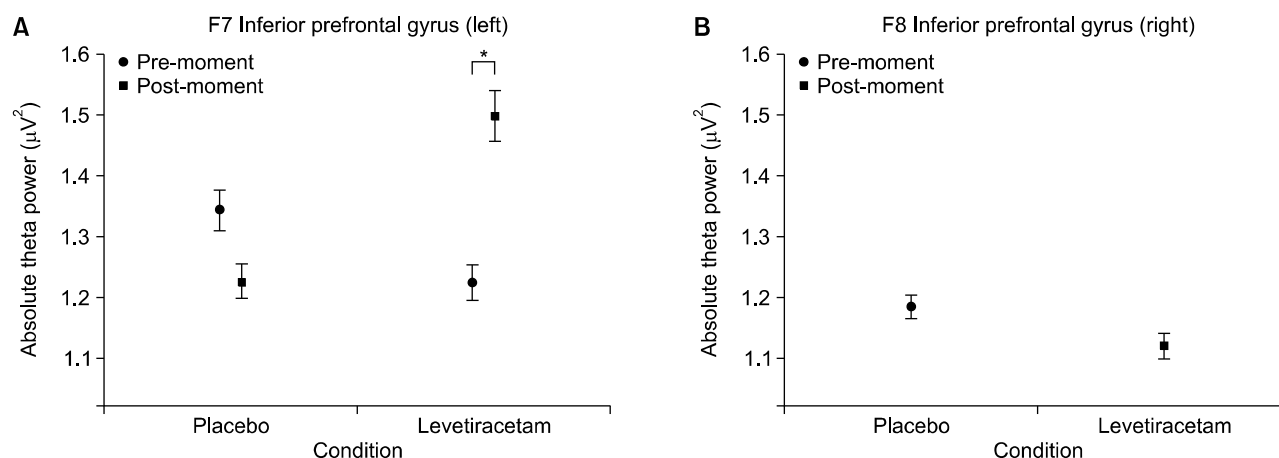 A
F7 Inferior prefrontal gyrus (left)
Absolute theta power (μV²)
1.6
1.5
1.4
1.3
1.2
1.1
Pre-moment
Post-moment
*
Placebo
Levetiracetam
Condition
B
F8 Inferior prefrontal gyrus (right)
Absolute theta power (μV²)
1.6
1.5
1.4
1.3
1.2
1.1
Pre-moment
Post-moment
Placebo
Levetiracetam
Condition